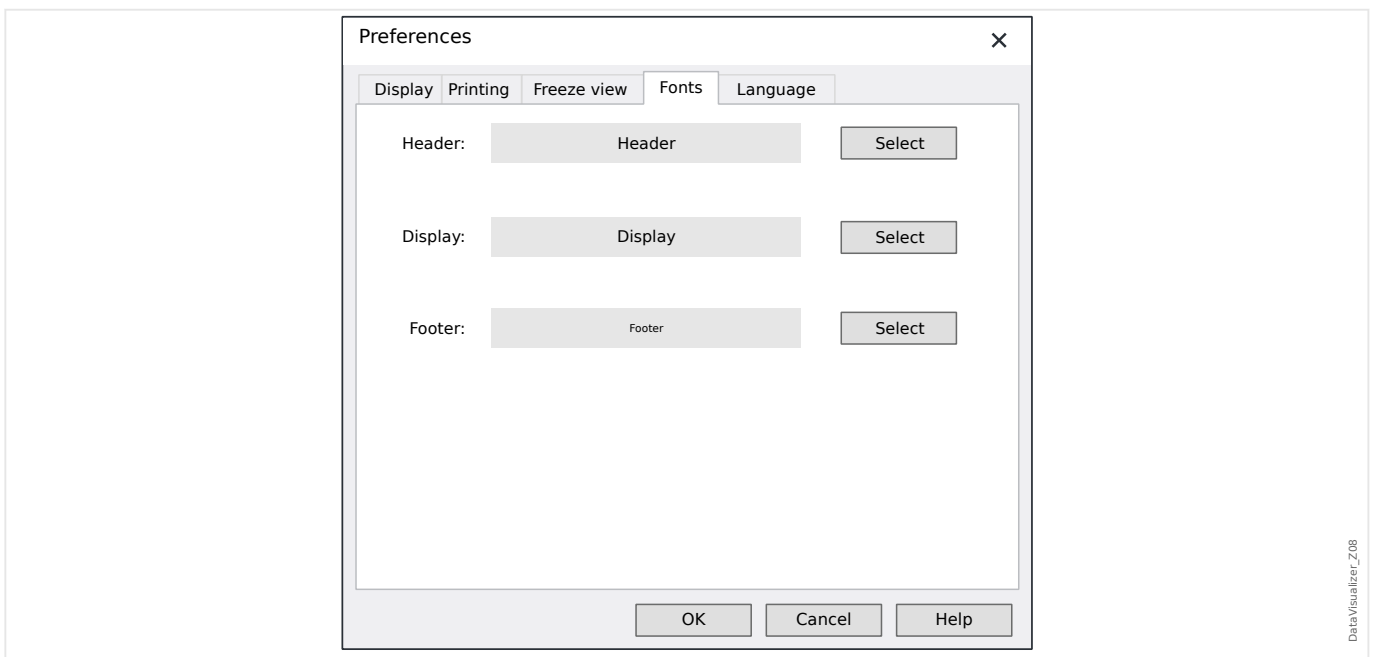 Preferences
Display Printing Freeze view Fonts Language
Header: Header Select
Display: Display Select
Footer: Footer Select
OK Cancel Help
DataVisualizer_Z08